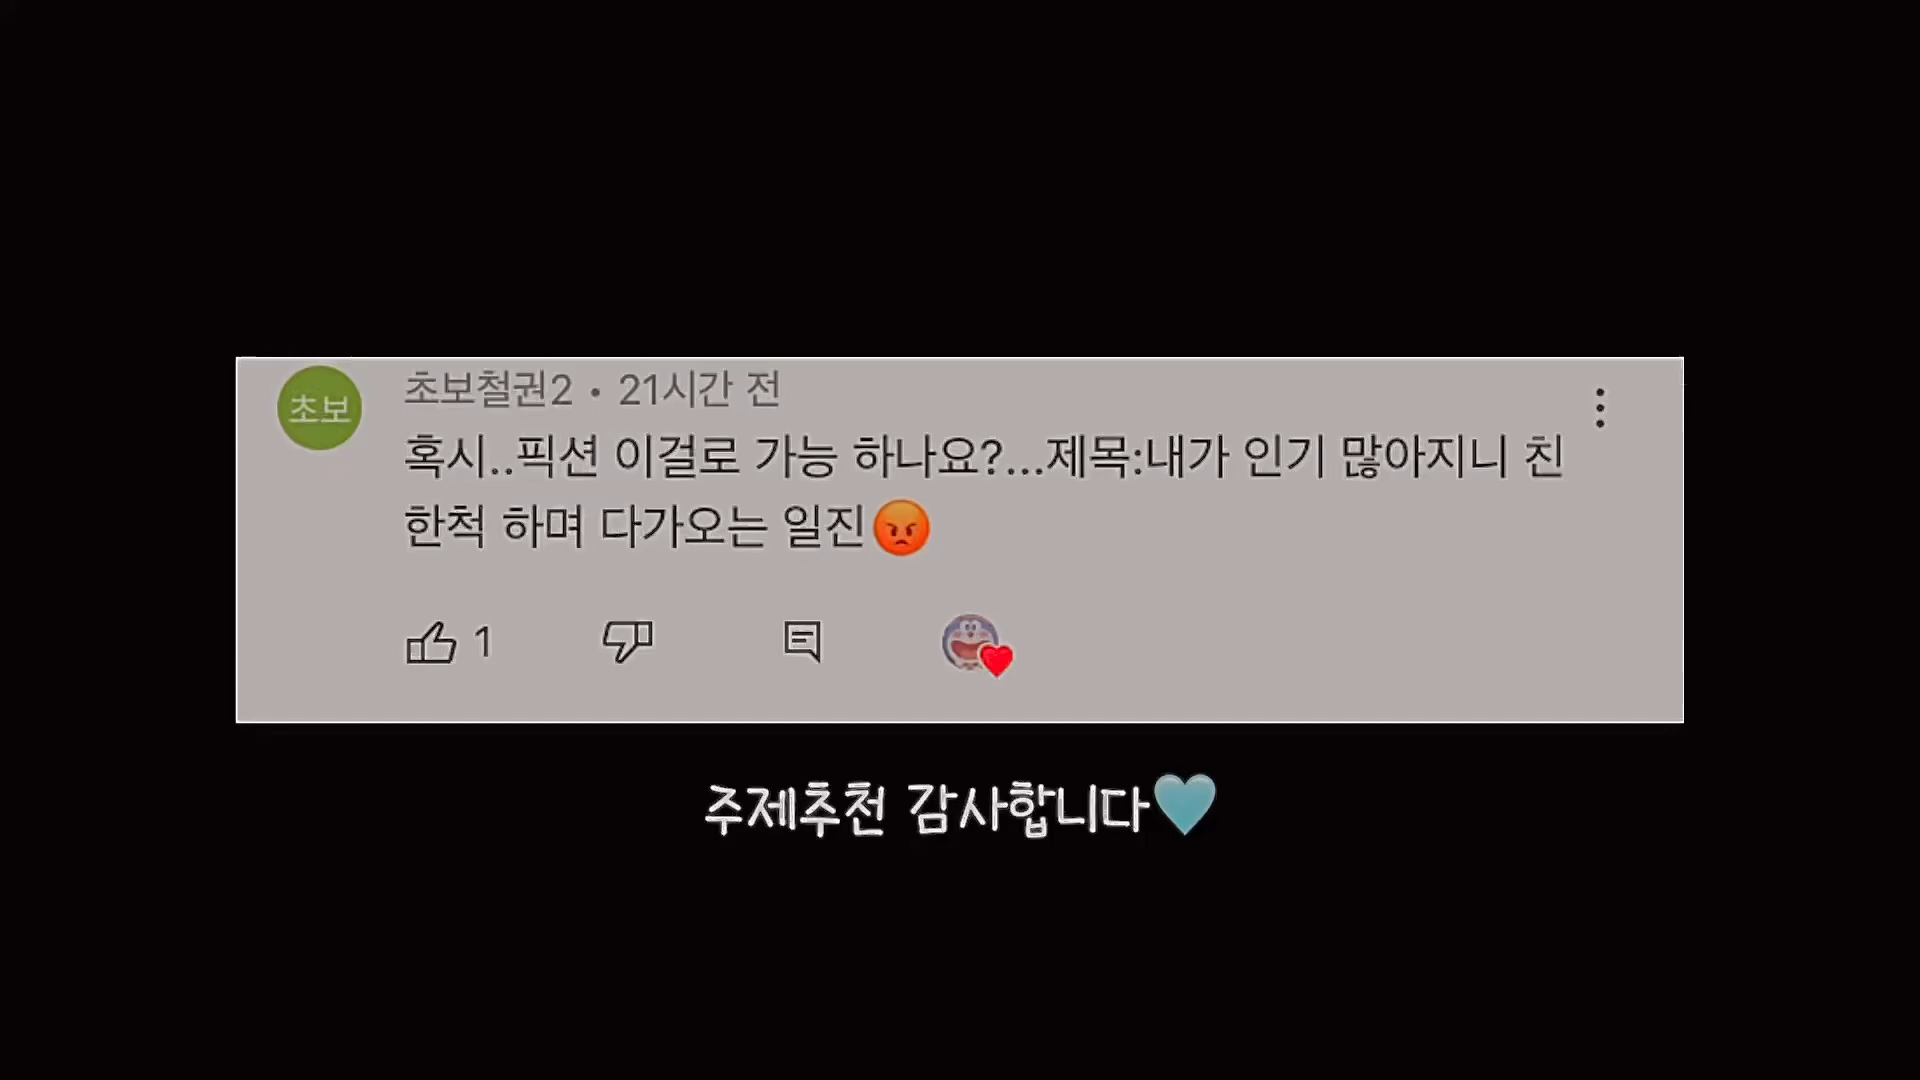 초보
초보철권2 • 21시간 전
혹시..픽션 이걸로 가능 하나요?...제목:내가 인기 많아지니 친
한척 하며 다가오는 일진😡
1
주제추천 감사합니다🩵